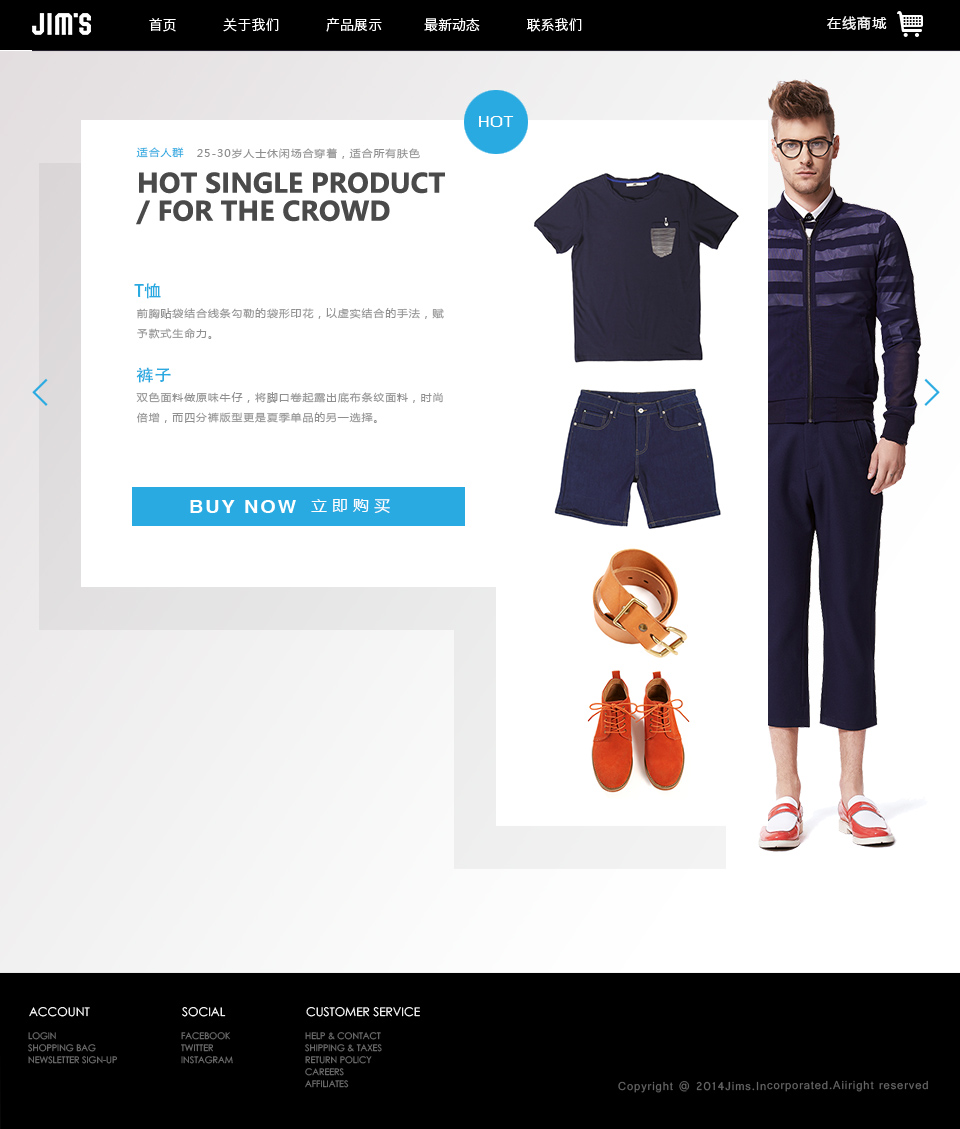 JIM'S
首页 关于我们 产品展示 最新动态 联系我们
在线商城
HOT
适合人群 25-30岁人士休闲场合穿着，适合所有肤色
HOT SINGLE PRODUCT
/ FOR THE CROWD
T恤
前胸贴袋结合线条勾勒的袋形印花，以虚实结合的手法，赋
予款式生命力。
裤子
双色面料做原味牛仔，将脚口卷起露出底布条纹面料，时尚
倍增，而四分裤版型更是夏季单品的另一选择。
BUY NOW 立即购买
ACCOUNT
LOGIN
SHOPPING BAG
NEWSLETTER SIGN-UP
SOCIAL
FACEBOOK
TWITTER
INSTAGRAM
CUSTOMER SERVICE
HELP & CONTACT
SHIPPING & TAXES
RETURN POLICY
CAREERS
AFFILIATES
Copyright @ 2014Jims.Incorporated.Aiiright reserved